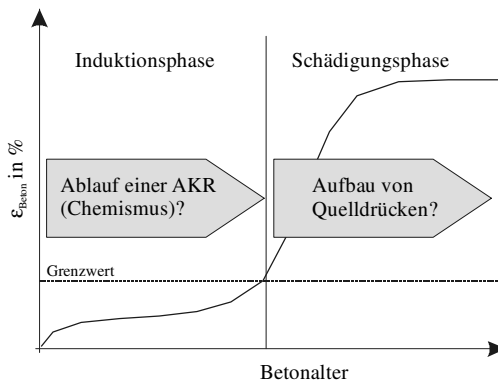 Induktionsphase
Schädigungsphase
ε_Beton in %
Ablauf einer AKR
(Chemismus)?
Aufbau von
Quelldrücken?
Grenzwert
Betonalter